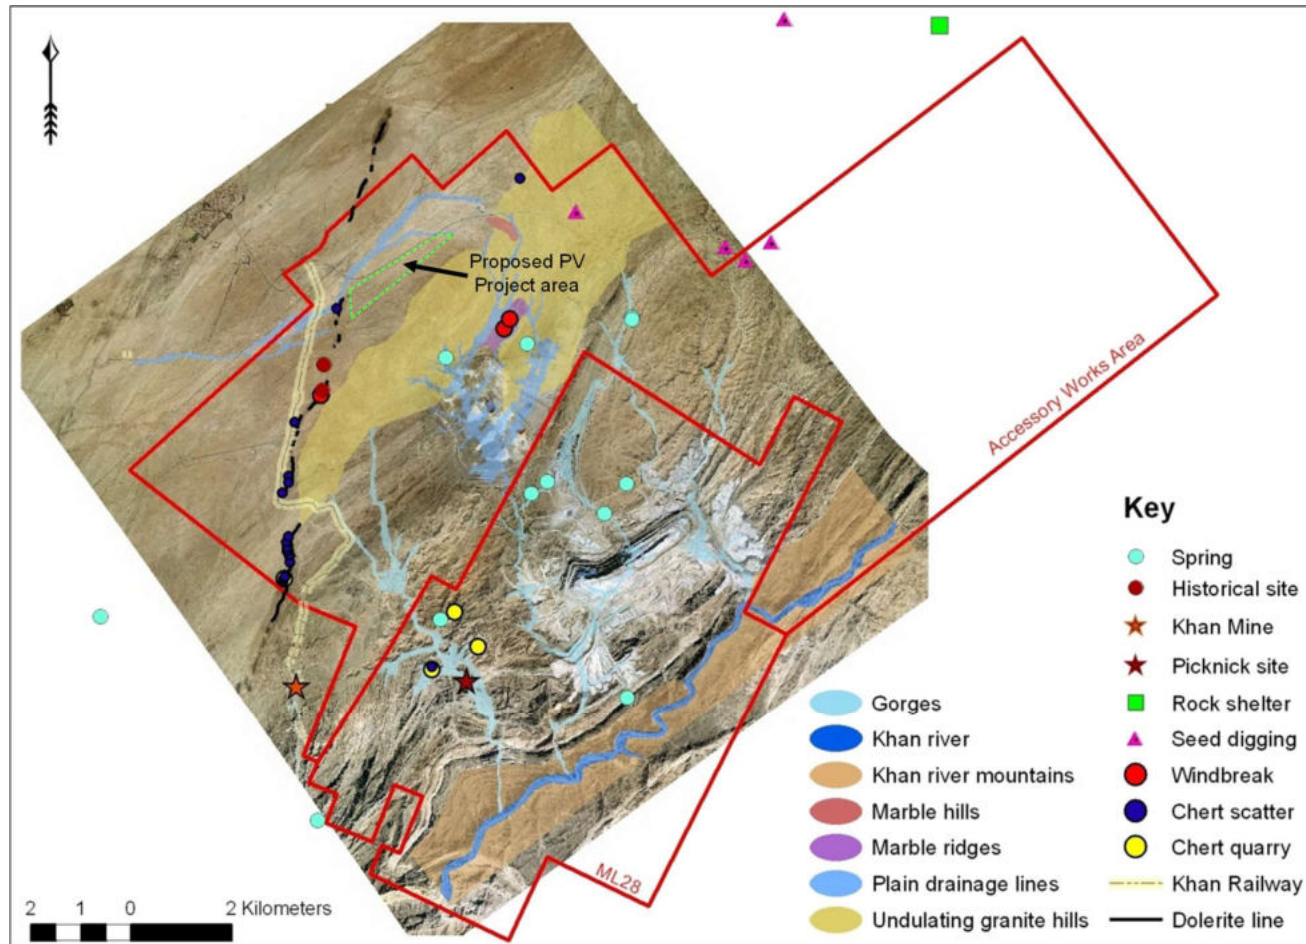 Proposed PV
Project area
Accessory Works Area
ML28
Key
Spring
Historical site
Khan Mine
Picknick site
Rock shelter
Seed digging
Windbreak
Chert scatter
Chert quarry
Khan Railway
Dolerite line
Gorges
Khan river
Khan river mountains
Marble hills
Marble ridges
Plain drainage lines
Undulating granite hills
2 1 0 2 Kilometers